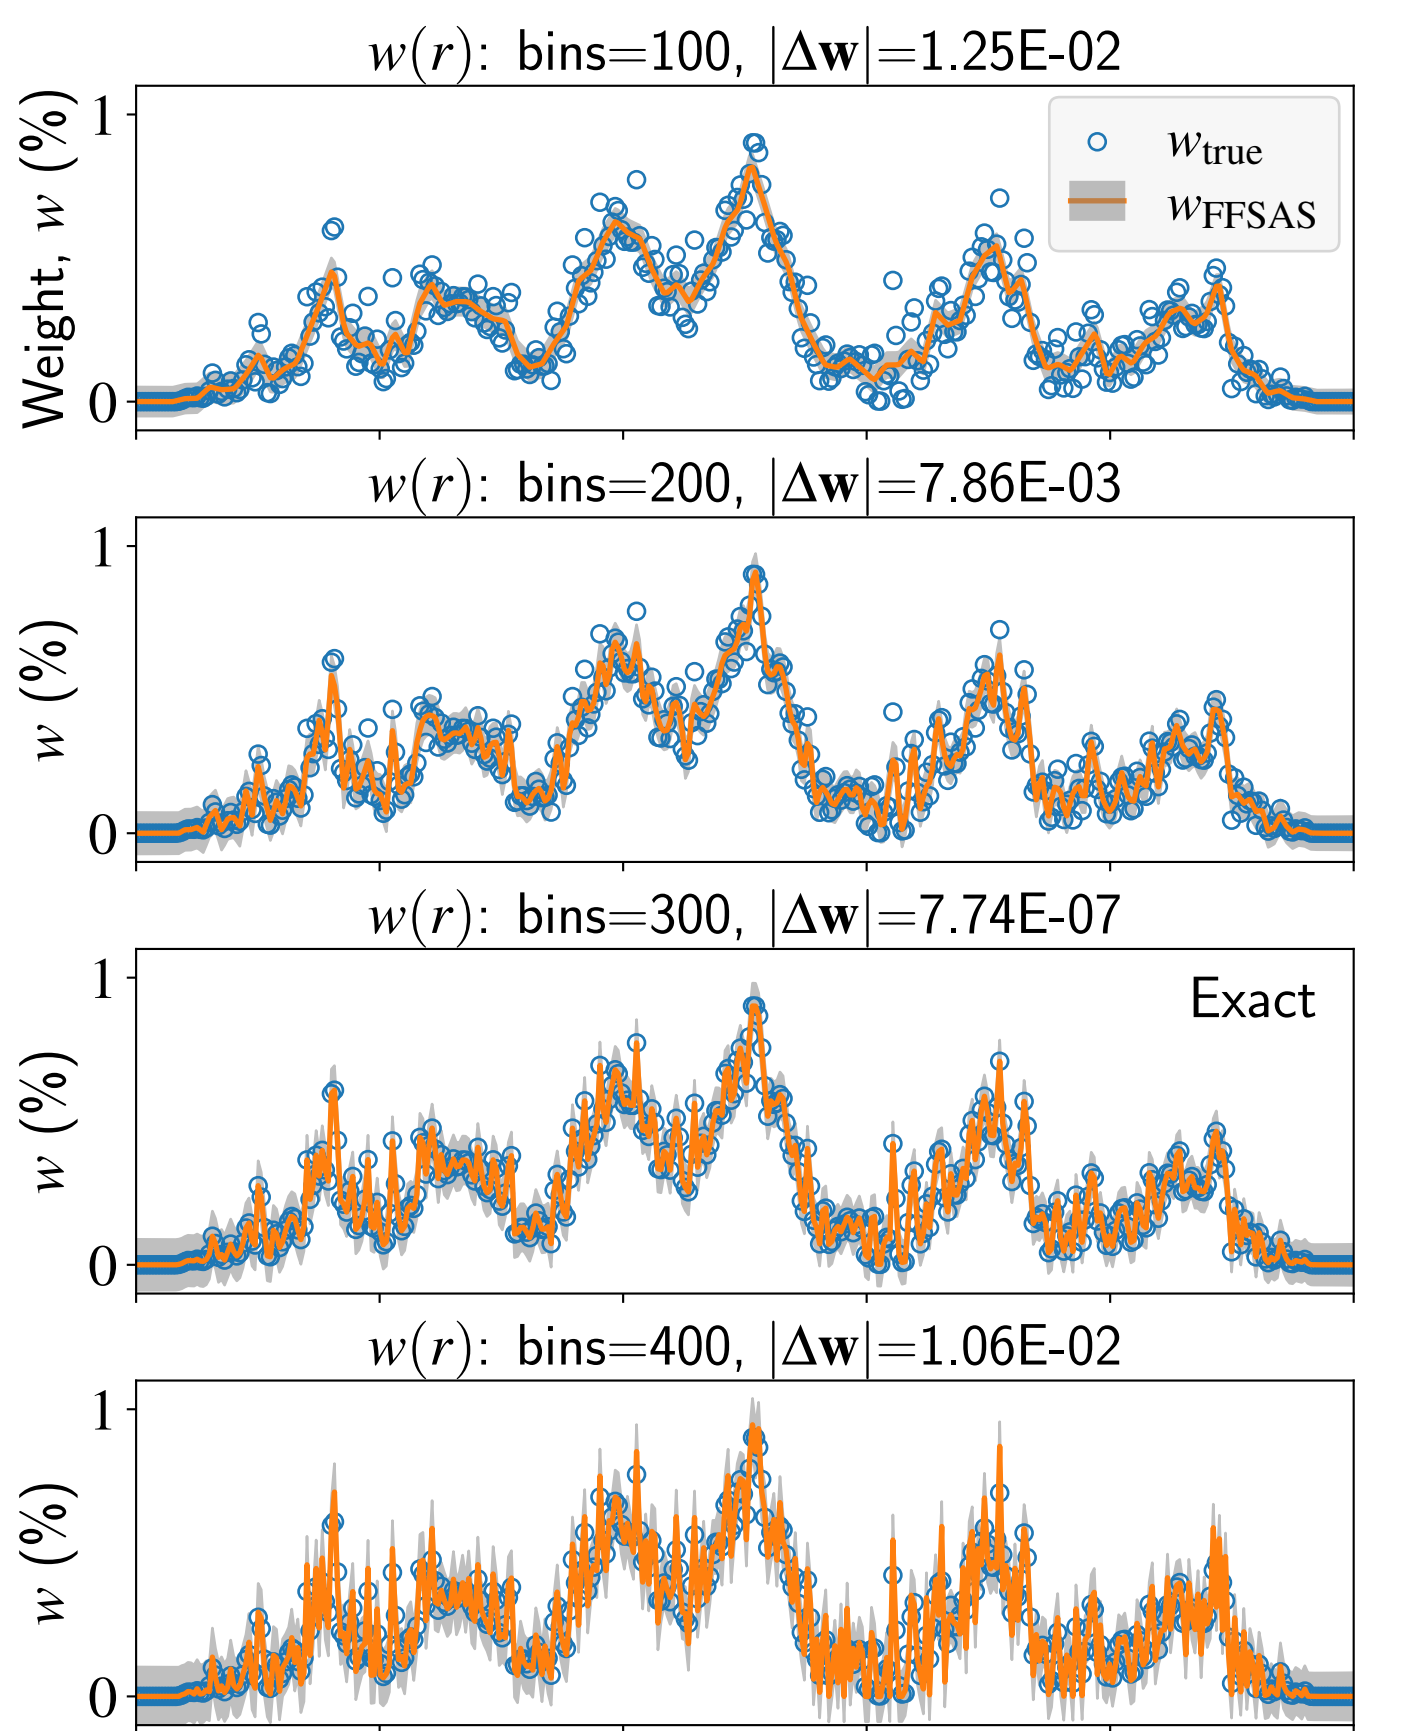 w(r): bins=100, |Δw|=1.25E-02
Weight, w (%)
1
0
w_true
w_FFSAS
w(r): bins=200, |Δw|=7.86E-03
w (%)
1
0
w(r): bins=300, |Δw|=7.74E-07
w (%)
1
0
Exact
w(r): bins=400, |Δw|=1.06E-02
w (%)
1
0